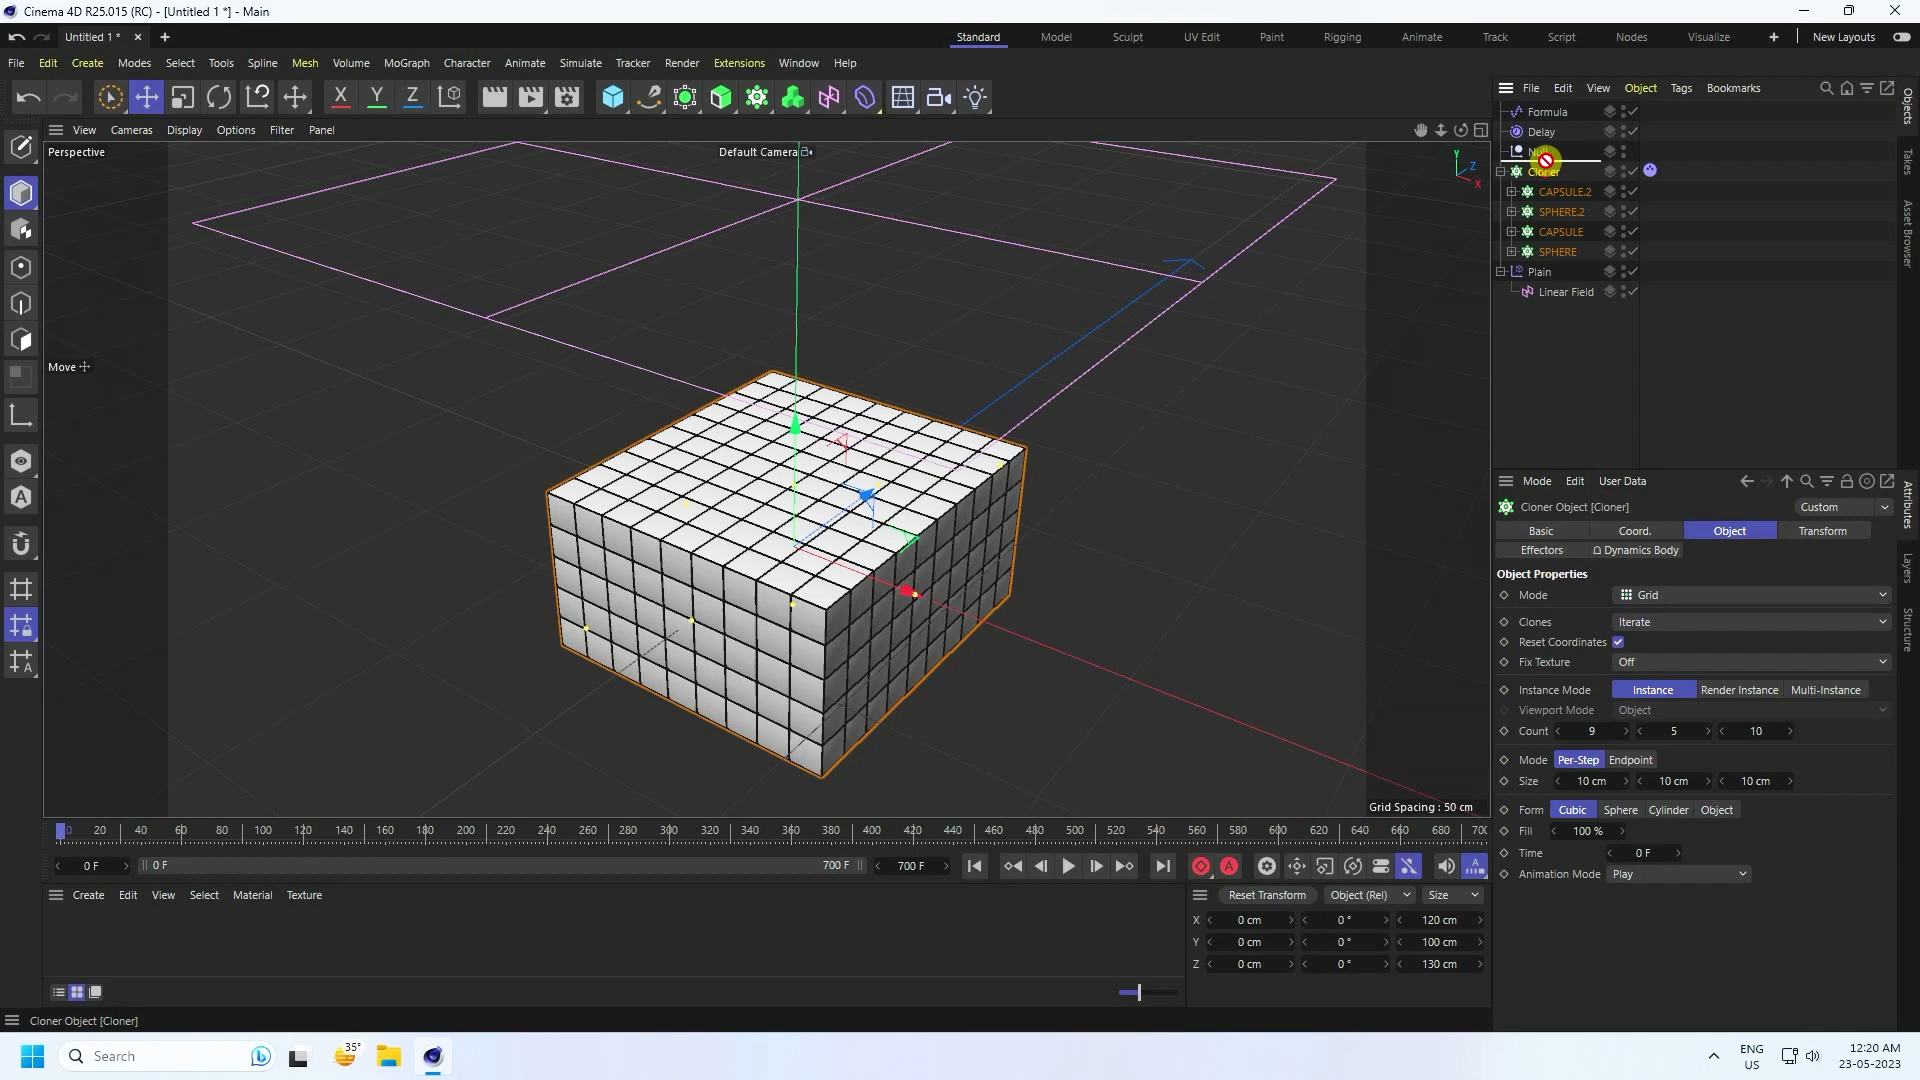 Cinema 4D R25.015 (RC) - [Untitled 1 *] - Main
Untitled 1 *
Standard Model Sculpt UV Edit Paint Rigging Animate Track Script Nodes Visualize New Layouts
File Edit Create Modes Select Tools Spline Mesh Volume MoGraph Character Animate Simulate Tracker Render Extensions Window Help
X Y Z
File Edit View Object Tags Bookmarks
View Cameras Display Options Filter Panel
Perspective
Default Camera
Y
Z
X
Move
Grid Spacing : 50 cm
Formula
Delay
Cloner
CAPSULE.2
SPHERE.2
CAPSULE
SPHERE
Plain
Linear Field
Objects
Takes
Asset Browser
Mode Edit User Data
Cloner Object [Cloner]
Custom
Basic Coord. Object Transform
Effectors Dynamics Body
Object Properties
Mode Grid
Clones Iterate
Reset Coordinates
Fix Texture Off
Instance Mode Instance Render Instance Multi-Instance
Viewport Mode Object
Count 9 5 10
Mode Per-Step Endpoint
Size 10 cm 10 cm 10 cm
Form Cubic Sphere Cylinder Object
Fill 100 %
Time 0 F
Animation Mode Play
Attributes
Layers
Structure
0 20 40 60 80 100 120 140 160 180 200 220 240 260 280 300 320 340 360 380 400 420 440 460 480 500 520 540 560 580 600 620 640 660 680 700
0 F 0 F 700 F 700 F
Create Edit View Select Material Texture
Reset Transform Object (Rel) Size
X 0 cm 0 ° 120 cm
Y 0 cm 0 ° 100 cm
Z 0 cm 0 ° 130 cm
Cloner Object [Cloner]
Search
35°
ENG
US
12:20 AM
23-05-2023